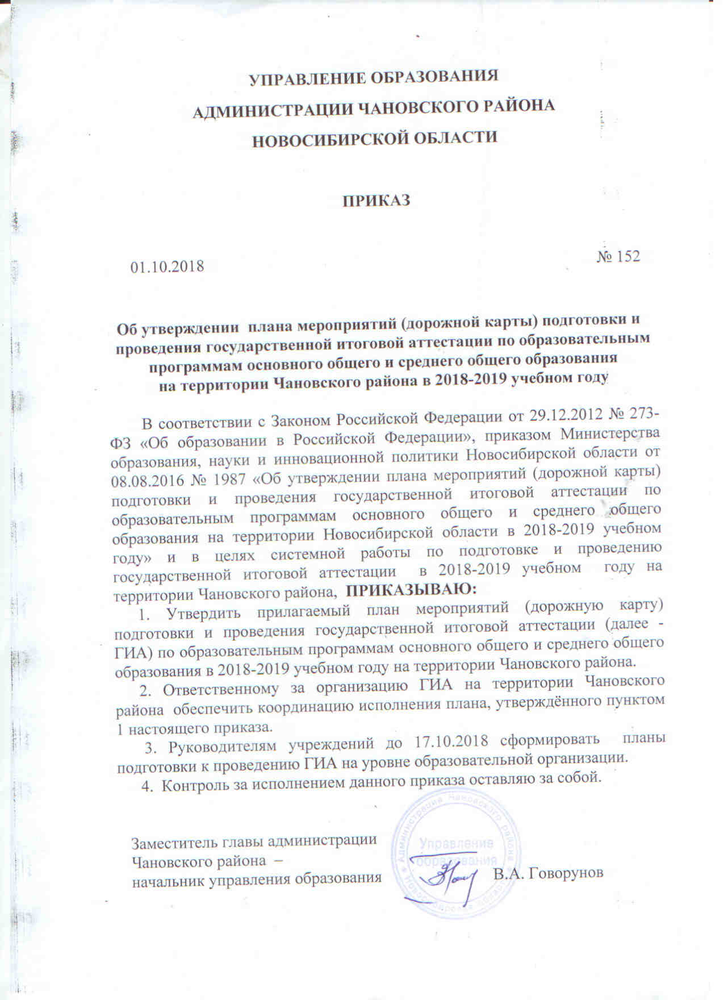 УПРАВЛЕНИЕ ОБРАЗОВАНИЯ
АДМИНИСТРАЦИИ ЧАНОВСКОГО РАЙОНА
НОВОСИБИРСКОЙ ОБЛАСТИ
ПРИКАЗ
01.10.2018 № 152
Об утверждении плана мероприятий (дорожной карты) подготовки и
проведения государственной итоговой аттестации по образовательным
программам основного общего и среднего общего образования
на территории Чановского района в 2018-2019 учебном году
В соответствии с Законом Российской Федерации от 29.12.2012 № 273-
ФЗ «Об образовании в Российской Федерации», приказом Министерства
образования, науки и инновационной политики Новосибирской области от
08.08.2016 № 1987 «Об утверждении плана мероприятий (дорожной карты)
подготовки и проведения государственной итоговой аттестации по
образовательным программам основного общего и среднего общего
образования на территории Новосибирской области в 2018-2019 учебном
году» и в целях системной работы по подготовке и проведению
государственной итоговой аттестации в 2018-2019 учебном году на
территории Чановского района, ПРИКАЗЫВАЮ:
1. Утвердить прилагаемый план мероприятий (дорожную карту)
подготовки и проведения государственной итоговой аттестации (далее -
ГИА) по образовательным программам основного общего и среднего общего
образования в 2018-2019 учебном году на территории Чановского района.
2. Ответственному за организацию ГИА на территории Чановского
района обеспечить координацию исполнения плана, утверждённого пунктом
1 настоящего приказа.
3. Руководителям учреждений до 17.10.2018 сформировать планы
подготовки к проведению ГИА на уровне образовательной организации.
4. Контроль за исполнением данного приказа оставляю за собой.
Заместитель главы администрации
Чановского района –
начальник управления образования В.А. Говорунов
Администрация Чановского района
Новосибирская область
Управление
образования